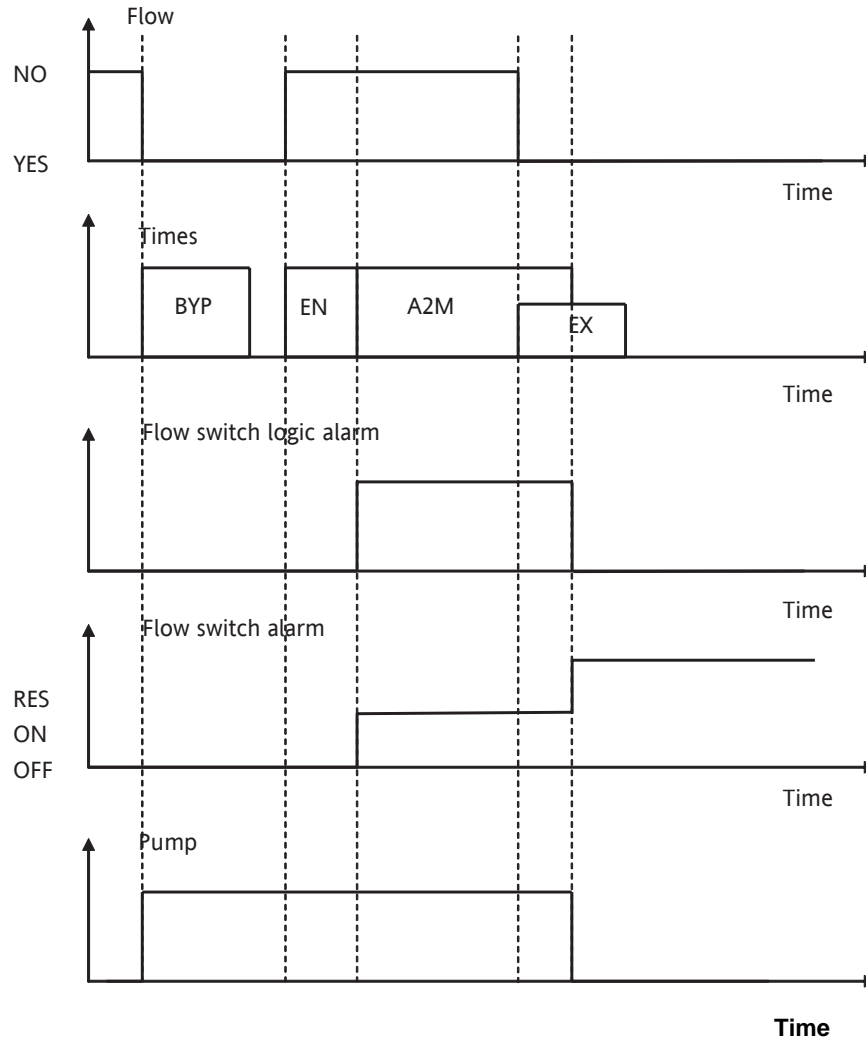 Flow
NO
YES
Time
Times
BYP
EN
A2M
EX
Time
Flow switch logic alarm
Time
Flow switch alarm
RES
ON
OFF
Time
Pump
Time